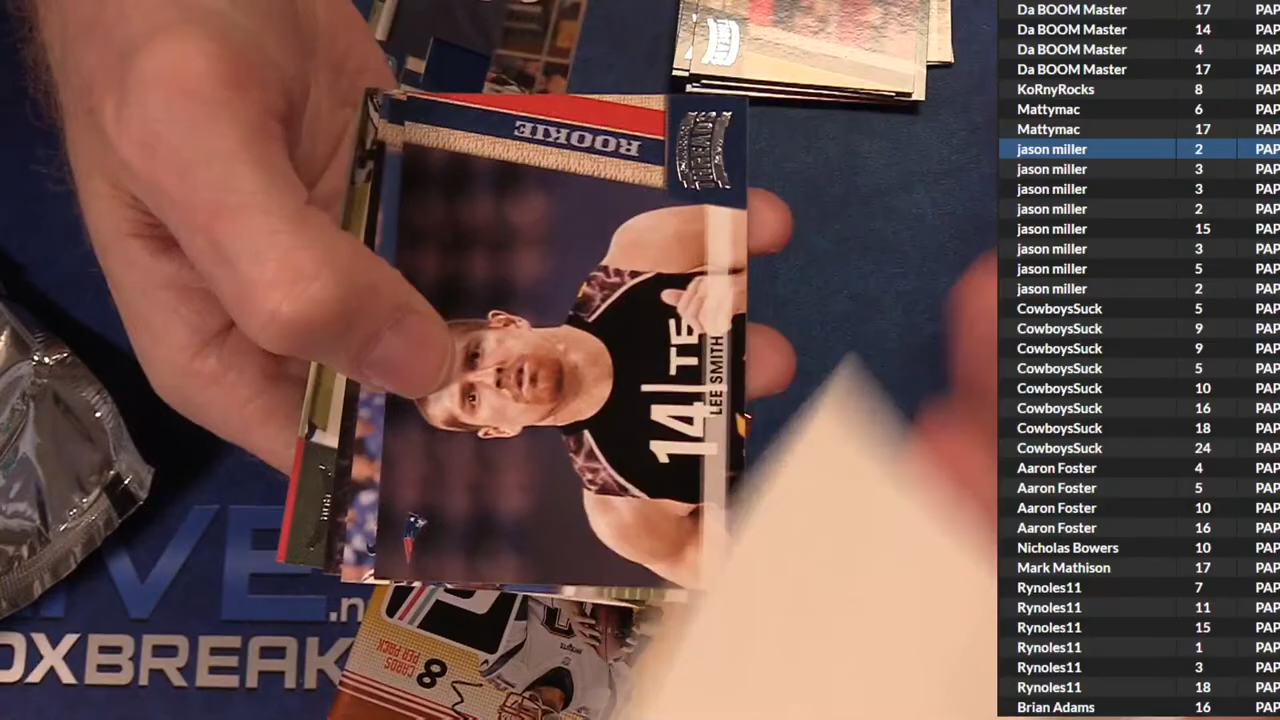 ROOKIE
THREADS
14 TE
LEE SMITH
CARDS
PER PACK
8
IVE.n
OXBREAK
Da BOOM Master 17 PAP
Da BOOM Master 14 PAP
Da BOOM Master 4 PAP
Da BOOM Master 17 PAP
KoRnyRocks 8 PAP
Mattymac 6 PAP
Mattymac 17 PAP
jason miller 2 PAP
jason miller 3 PAP
jason miller 3 PAP
jason miller 2 PAP
jason miller 15 PAP
jason miller 3 PAP
jason miller 5 PAP
jason miller 2 PAP
CowboysSuck 5 PAP
CowboysSuck 9 PAP
CowboysSuck 9 PAP
CowboysSuck 5 PAP
CowboysSuck 10 PAP
CowboysSuck 16 PAP
CowboysSuck 18 PAP
CowboysSuck 24 PAP
Aaron Foster 4 PAP
Aaron Foster 5 PAP
Aaron Foster 10 PAP
Aaron Foster 16 PAP
Nicholas Bowers 10 PAP
Mark Mathison 17 PAP
Rynoles11 7 PAP
Rynoles11 11 PAP
Rynoles11 15 PAP
Rynoles11 1 PAP
Rynoles11 3 PAP
Rynoles11 18 PAP
Brian Adams 16 PAP